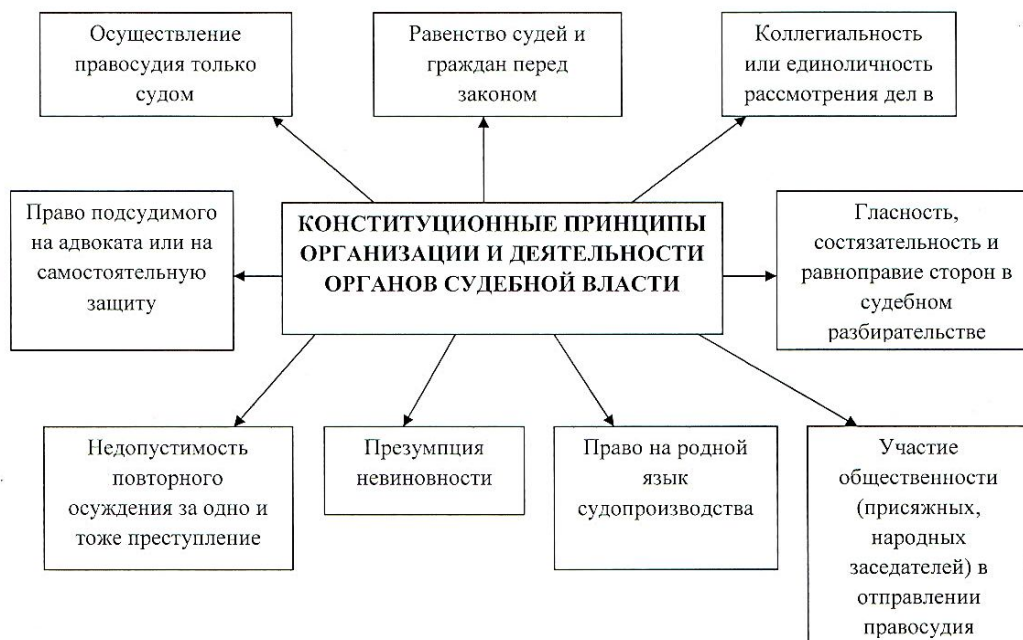 Осуществление
правосудия только
судом
Равенство судей и
граждан перед
законом
Коллегиальность
или единоличность
рассмотрения дел в
Право подсудимого
на адвоката или на
самостоятельную
защиту
КОНСТИТУЦИОННЫЕ ПРИНЦИПЫ
ОРГАНИЗАЦИИ И ДЕЯТЕЛЬНОСТИ
ОРГАНОВ СУДЕБНОЙ ВЛАСТИ
Гласность,
состязательность и
равноправие сторон в
судебном
разбирательстве
Недопустимость
повторного
осуждения за одно и
тоже преступление
Презумпция
невиновности
Право на родной
язык
судопроизводства
Участие
общественности
(присяжных,
народных
заседателей) в
отправлении
правосудия